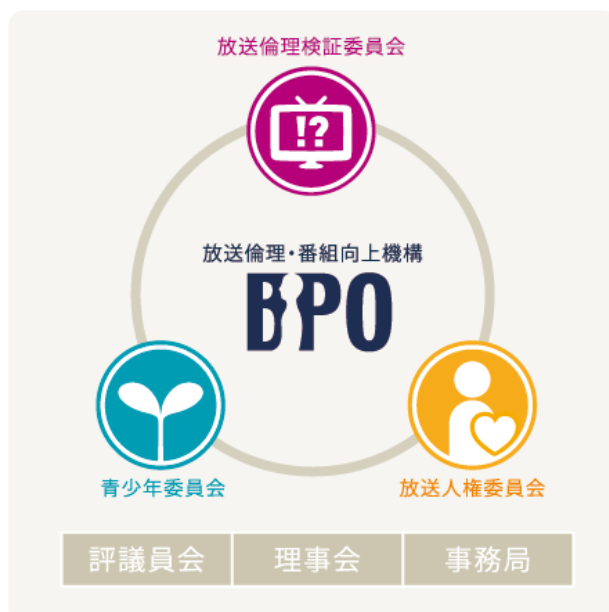 放送倫理検証委員会
!?
放送倫理・番組向上機構
BPO
青少年委員会
放送人権委員会
評議員会
理事会
事務局